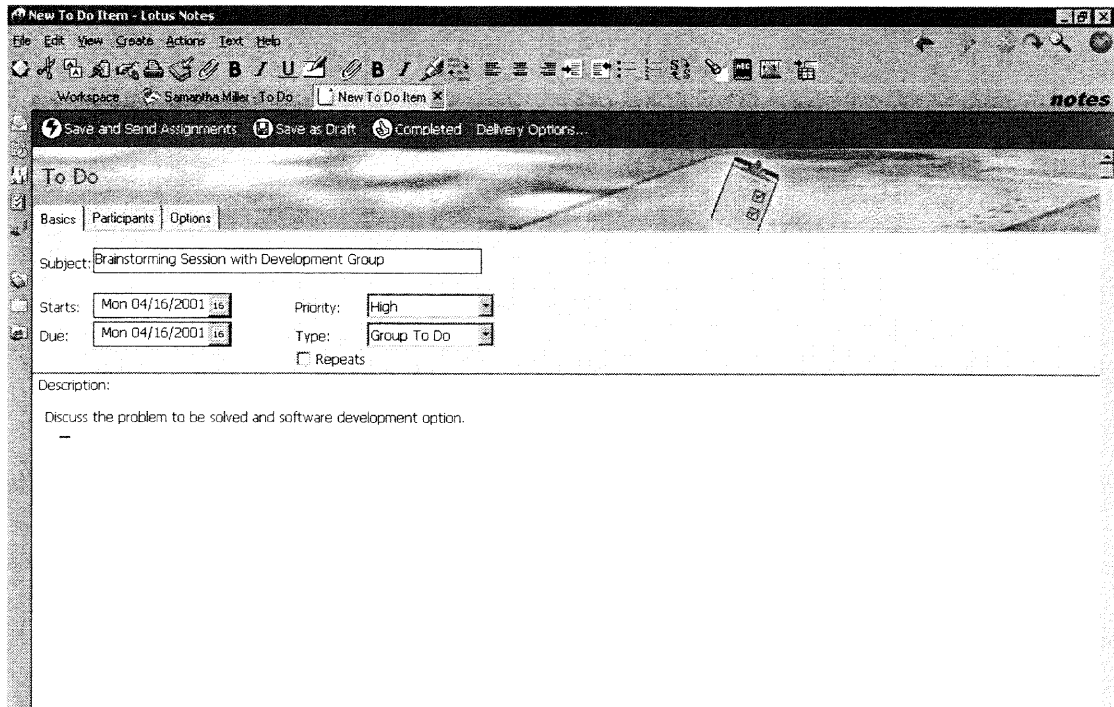 New To Do Item - Lotus Notes
File Edit View Create Actions Text Help
B I U B I
Workspace Samantha Miller - To Do New To Do Item
notes
Save and Send Assignments Save as Draft Completed Delivery Options...
To Do
Basics Participants Options
Subject: Brainstorming Session with Development Group
Starts: Mon 04/16/2001 16 Priority: High
Due: Mon 04/16/2001 16 Type: Group To Do
Repeats
Description:
Discuss the problem to be solved and software development option.